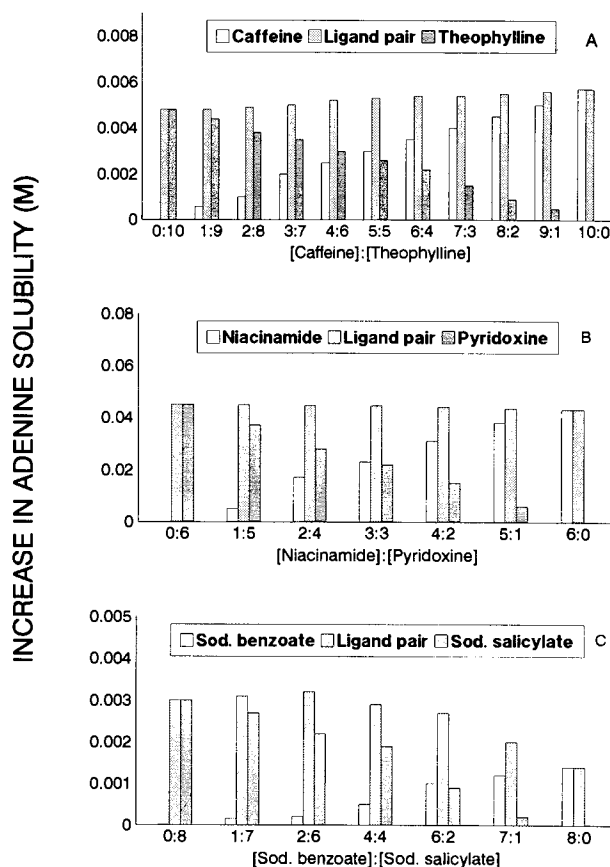 INCREASE IN ADENINE SOLUBILITY (M)
0.008
Caffeine Ligand pair Theophylline
A
0.006
0.004
0.002
0
0:10 1:9 2:8 3:7 4:6 5:5 6:4 7:3 8:2 9:1 10:0
[Caffeine]:[Theophylline]
0.08
Niacinamide Ligand pair Pyridoxine
B
0.06
0.04
0.02
0
0:6 1:5 2:4 3:3 4:2 5:1 6:0
[Niacinamide]:[Pyridoxine]
0.005
Sod. benzoate Ligand pair Sod. salicylate
C
0.004
0.003
0.002
0.001
0
0:8 1:7 2:6 4:4 6:2 7:1 8:0
[Sod. benzoate]:[Sod. salicylate]